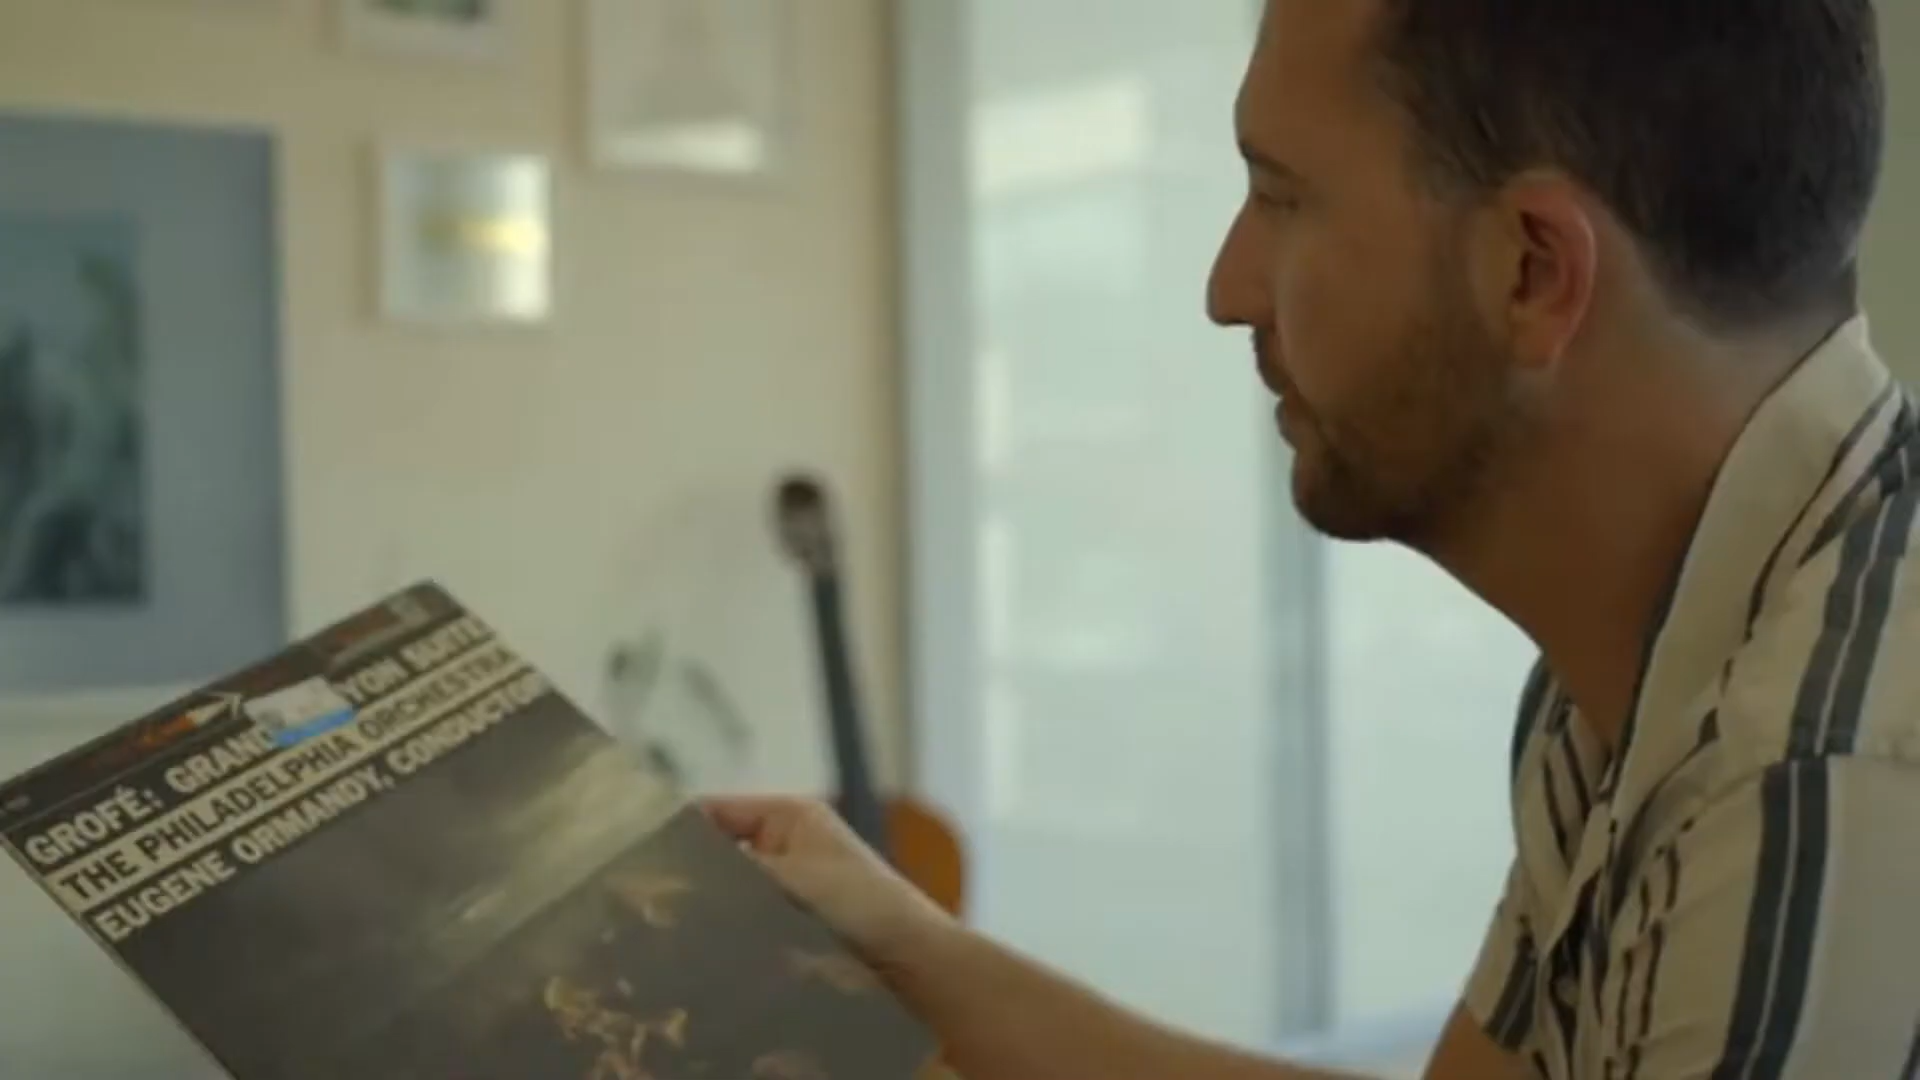 GROFÉ: GRAND YON SUITE
THE PHILADELPHIA ORCHESTRA
EUGENE ORMANDY, CONDUCTOR